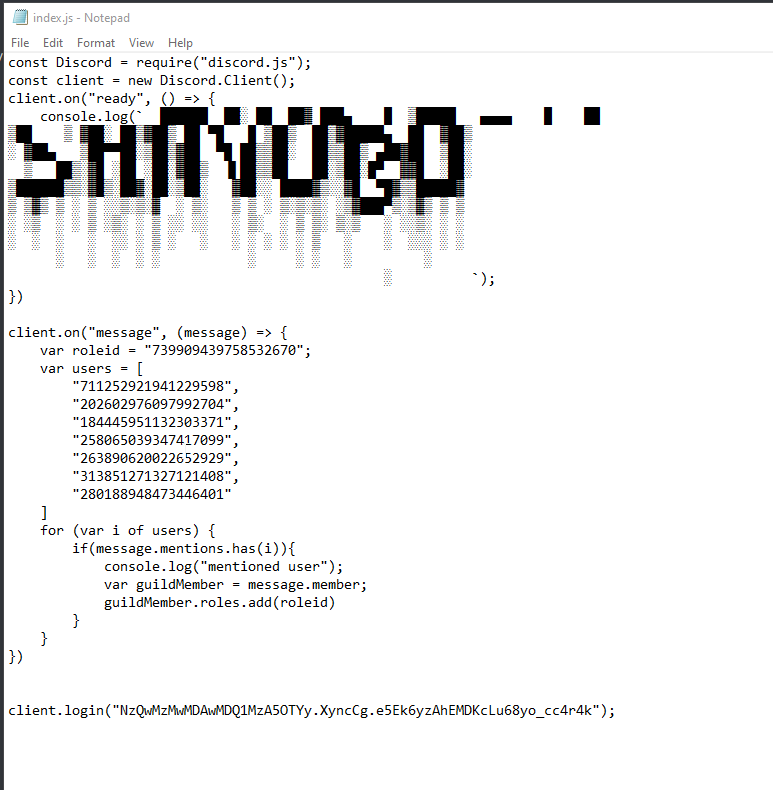 index.js - Notepad
File Edit Format View Help
const Discord = require("discord.js");
const client = new Discord.Client();
client.on("ready", () => {
    console.log(`
`);
})
client.on("message", (message) => {
    var roleid = "739909439758532670";
    var users = [
        "711252921941229598",
        "202602976097992704",
        "184445951132303371",
        "258065039347417099",
        "263890620022652929",
        "313851271327121408",
        "280188948473446401"
    ]
    for (var i of users) {
        if(message.mentions.has(i)){
            console.log("mentioned user");
            var guildMember = message.member;
            guildMember.roles.add(roleid)
        }
    }
})
client.login("NzQwMzMwMDAwMDQ1MzA5OTYy.XyncCg.e5Ek6yzAhEMDKcLu68yo_cc4r4k");